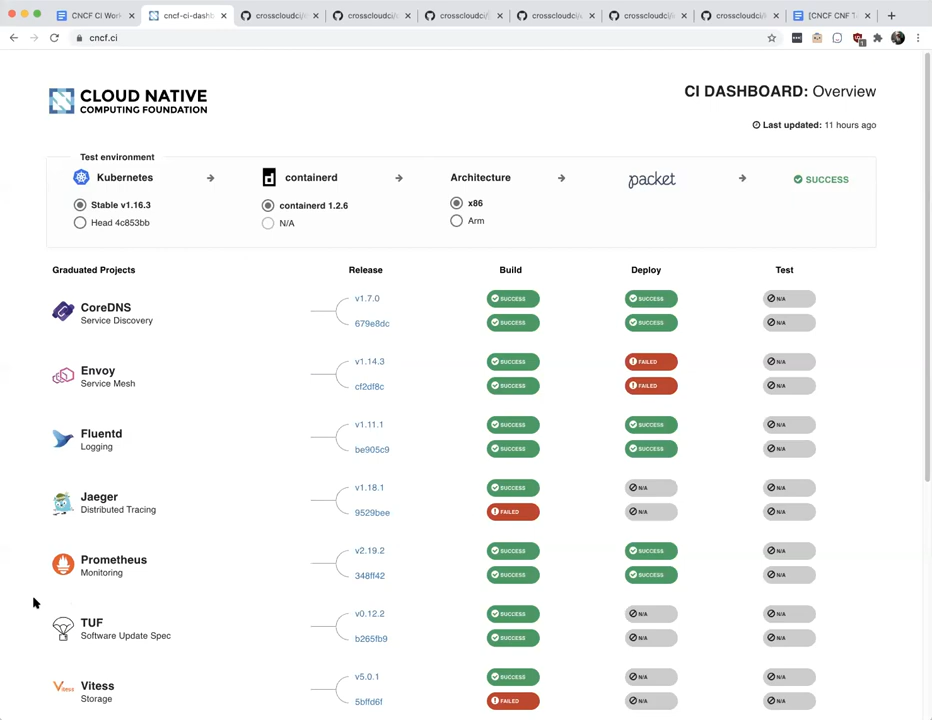 CNCF CI Work
cncf-ci-dashb
crosscloudci/
crosscloudci/
crosscloudci/
crosscloudci/
crosscloudci/
crosscloudci/
[CNCF CNF T
cncf.ci
CLOUD NATIVE
COMPUTING FOUNDATION
CI DASHBOARD: Overview
Last updated: 11 hours ago
Test environment
Kubernetes
containerd
Architecture
packet
SUCCESS
Stable v1.16.3
containerd 1.2.6
x86
Head 4c853bb
N/A
Arm
Graduated Projects Release Build Deploy Test
CoreDNS
Service Discovery
v1.7.0 SUCCESS SUCCESS N/A
679e8dc SUCCESS SUCCESS N/A
Envoy
Service Mesh
v1.14.3 SUCCESS FAILED N/A
cf2df8c SUCCESS FAILED N/A
Fluentd
Logging
v1.11.1 SUCCESS SUCCESS N/A
be905c9 SUCCESS SUCCESS N/A
Jaeger
Distributed Tracing
v1.18.1 SUCCESS N/A N/A
9529bee FAILED N/A N/A
Prometheus
Monitoring
v2.19.2 SUCCESS SUCCESS N/A
348ff42 SUCCESS SUCCESS N/A
TUF
Software Update Spec
v0.12.2 SUCCESS N/A N/A
b265fb9 SUCCESS N/A N/A
Vitess
Storage
v5.0.1 SUCCESS N/A N/A
5bffd6f FAILED N/A N/A